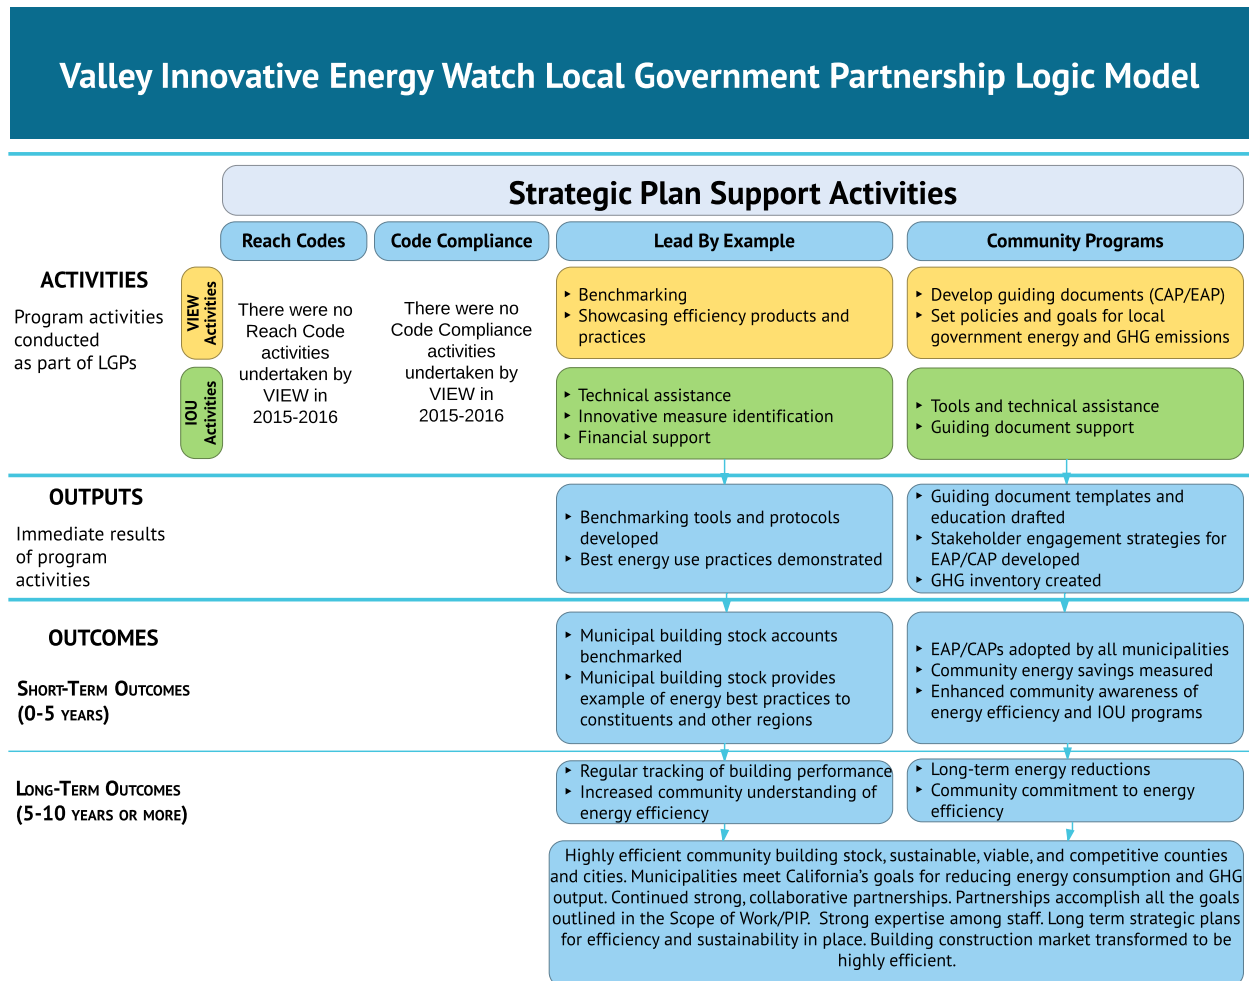 Valley Innovative Energy Watch Local Government Partnership Logic Model
Strategic Plan Support Activities
Reach Codes
Code Compliance
Lead By Example
Community Programs
ACTIVITIES
Program activities
conducted
as part of LGPs
VIEW
Activities
IOU
Activities
There were no
Reach Code
activities
undertaken by
VIEW in
2015-2016
There were no
Code Compliance
activities
undertaken by
VIEW in
2015-2016
‣ Benchmarking
‣ Showcasing efficiency products and
practices
‣ Develop guiding documents (CAP/EAP)
‣ Set policies and goals for local
government energy and GHG emissions
‣ Technical assistance
‣ Innovative measure identification
‣ Financial support
‣ Tools and technical assistance
‣ Guiding document support
OUTPUTS
Immediate results
of program
activities
‣ Benchmarking tools and protocols
developed
‣ Best energy use practices demonstrated
‣ Guiding document templates and
education drafted
‣ Stakeholder engagement strategies for
EAP/CAP developed
‣ GHG inventory created
OUTCOMES
Short-Term Outcomes
(0-5 years)
‣ Municipal building stock accounts
benchmarked
‣ Municipal building stock provides
example of energy best practices to
constituents and other regions
‣ EAP/CAPs adopted by all municipalities
‣ Community energy savings measured
‣ Enhanced community awareness of
energy efficiency and IOU programs
Long-Term Outcomes
(5-10 years or more)
‣ Regular tracking of building performance
‣ Increased community understanding of
energy efficiency
‣ Long-term energy reductions
‣ Community commitment to energy
efficiency
Highly efficient community building stock, sustainable, viable, and competitive counties
and cities. Municipalities meet California's goals for reducing energy consumption and GHG
output. Continued strong, collaborative partnerships. Partnerships accomplish all the goals
outlined in the Scope of Work/PIP.  Strong expertise among staff. Long term strategic plans
for efficiency and sustainability in place. Building construction market transformed to be
highly efficient.